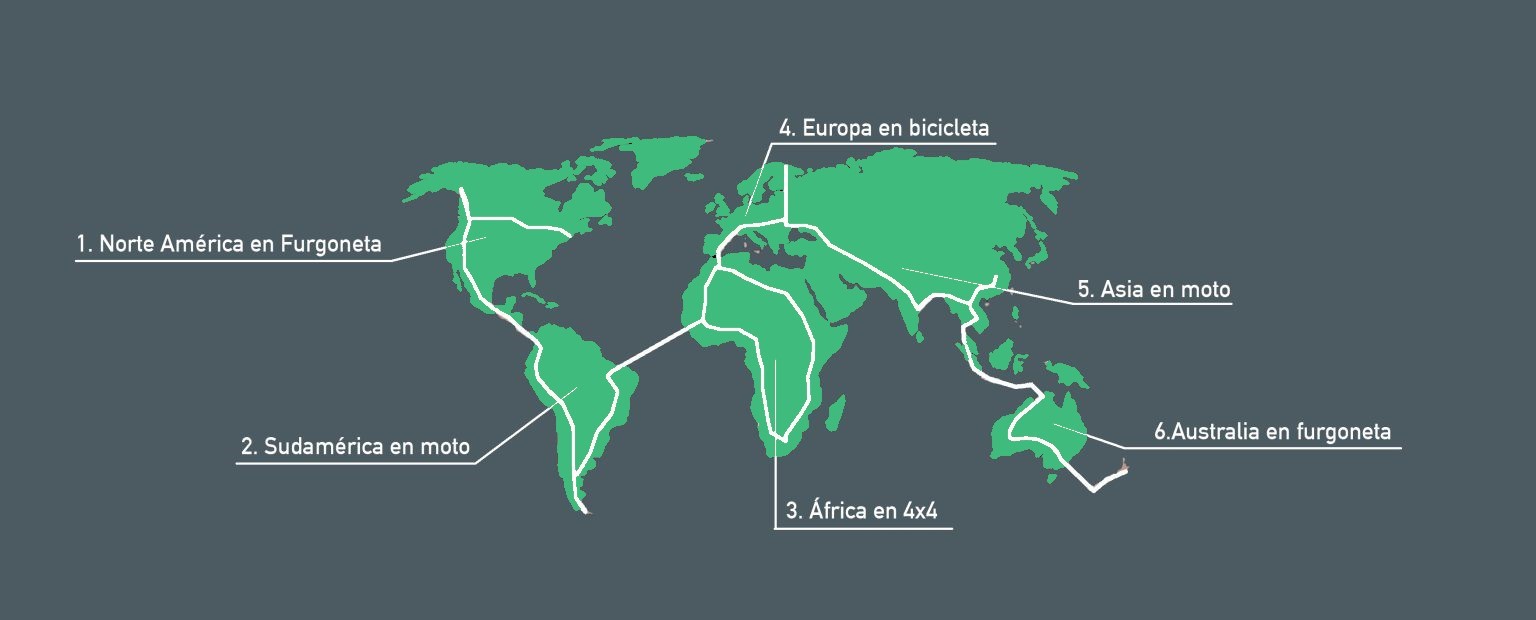 4. Europa en bicicleta
1. Norte América en Furgoneta
5. Asia en moto
2. Sudamérica en moto
6.Australia en furgoneta
3. África en 4x4